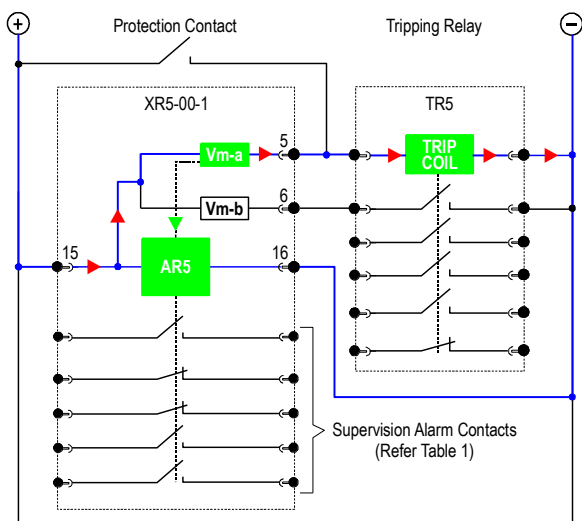 +
Protection Contact
Tripping Relay
−
XR5-00-1
TR5
Vm-a
5
TRIP
COIL
Vm-b
6
15
AR5
16
Supervision Alarm Contacts
(Refer Table 1)